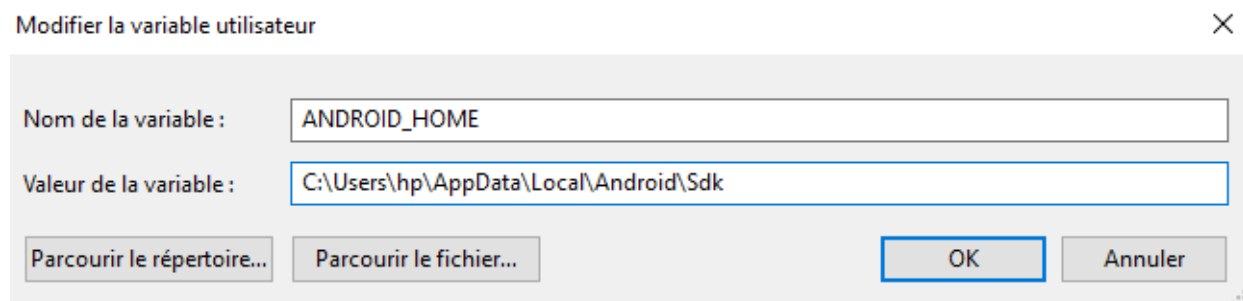 Modifier la variable utilisateur
Nom de la variable : ANDROID_HOME
Valeur de la variable : C:\Users\hp\AppData\Local\Android\Sdk
Parcourir le répertoire... Parcourir le fichier... OK Annuler